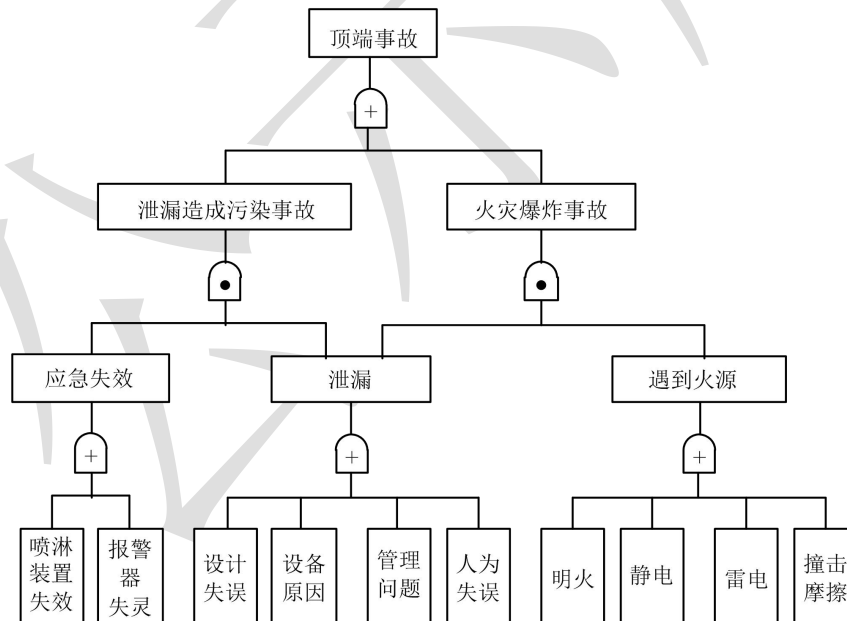 顶端事故
+
泄漏造成污染事故
火灾爆炸事故
应急失效
泄漏
遇到火源
+
+
+
喷淋
装置
失效
报警
器
失灵
设计
失误
设备
原因
管理
问题
人为
失误
明火
静电
雷电
撞击
摩擦